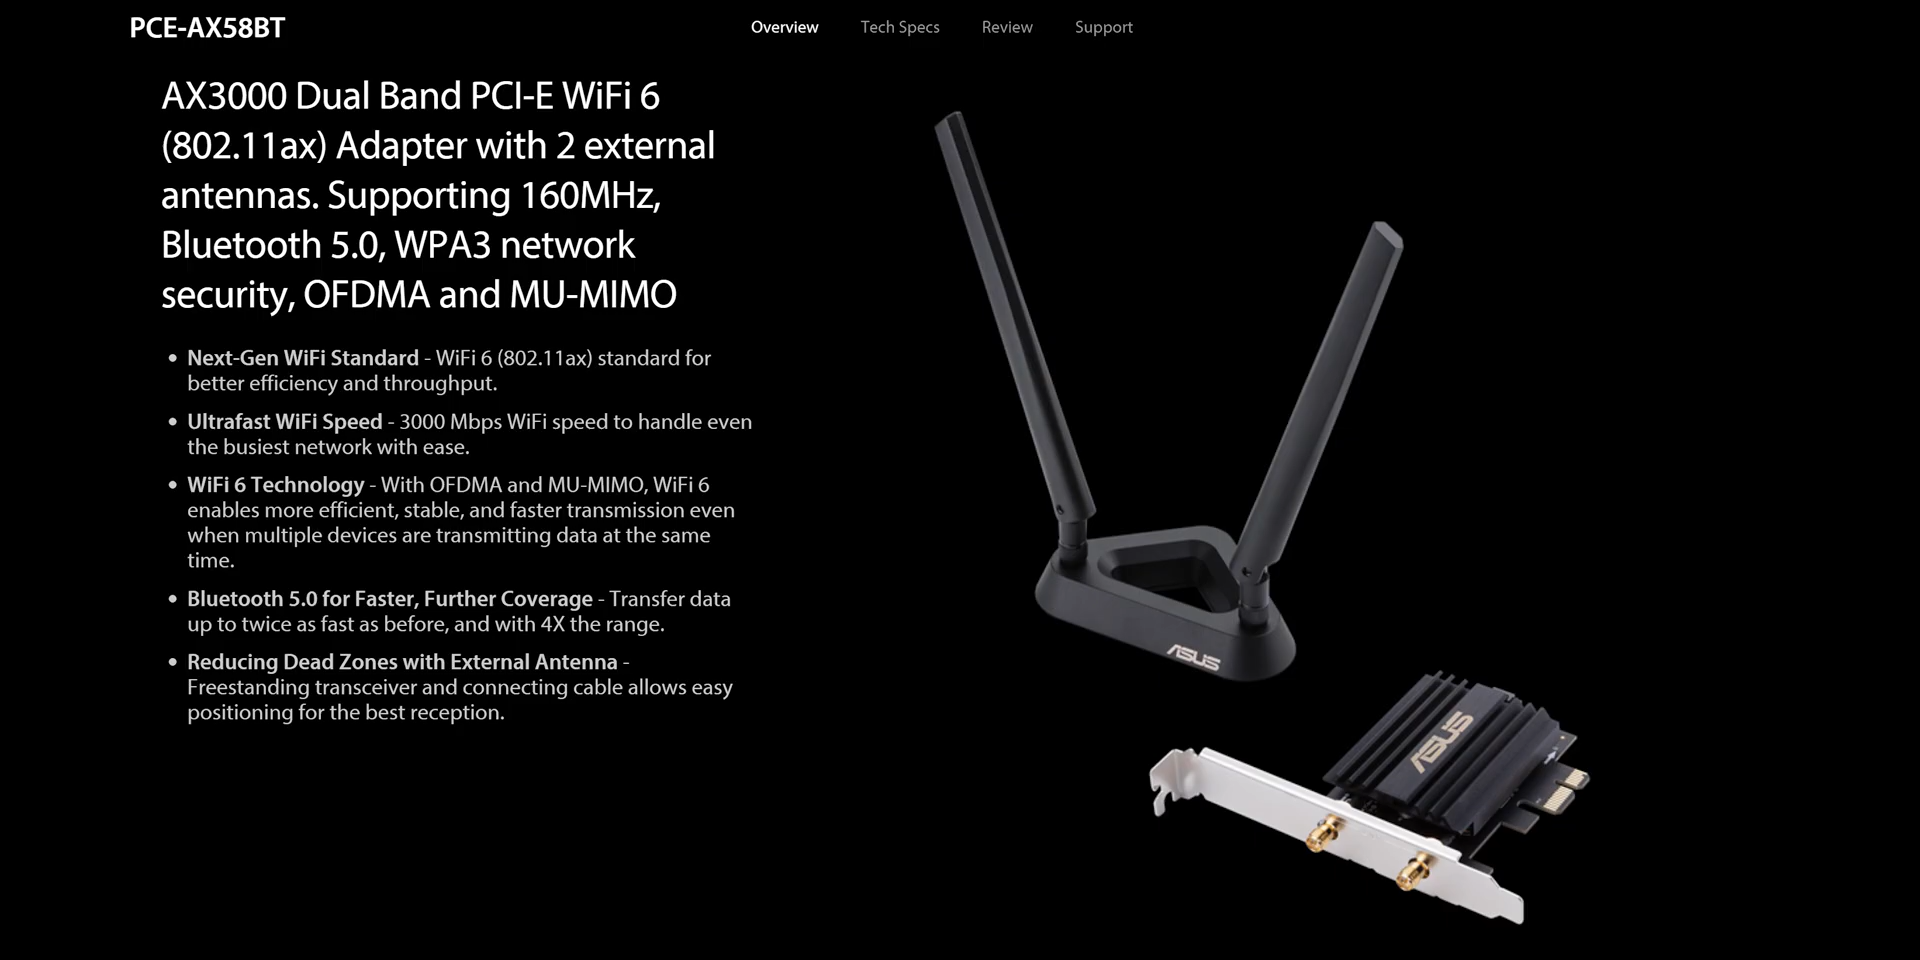 PCE-AX58BT
Overview
Tech Specs
Review
Support
AX3000 Dual Band PCI-E WiFi 6
(802.11ax) Adapter with 2 external
antennas. Supporting 160MHz,
Bluetooth 5.0, WPA3 network
security, OFDMA and MU-MIMO
• Next-Gen WiFi Standard - WiFi 6 (802.11ax) standard for
better efficiency and throughput.
• Ultrafast WiFi Speed - 3000 Mbps WiFi speed to handle even
the busiest network with ease.
• WiFi 6 Technology - With OFDMA and MU-MIMO, WiFi 6
enables more efficient, stable, and faster transmission even
when multiple devices are transmitting data at the same
time.
• Bluetooth 5.0 for Faster, Further Coverage - Transfer data
up to twice as fast as before, and with 4X the range.
• Reducing Dead Zones with External Antenna -
Freestanding transceiver and connecting cable allows easy
positioning for the best reception.
ASUS
ASUS